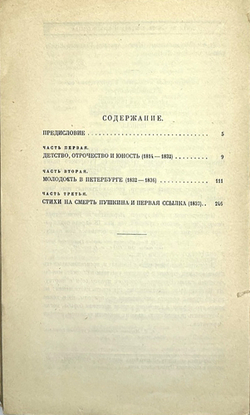 СОДЕРЖАНИЕ.
ПРЕДИСЛОВИЕ . . . . . . . . . . . . . . 5
ЧАСТЬ ПЕРВАЯ.
ДЕТСТВО, ОТРОЧЕСТВО И ЮНОСТЬ (1814—1832) . . . . . . . . 9
ЧАСТЬ ВТОРАЯ.
МОЛОДОСТЬ В ПЕТЕРБУРГЕ (1832—1836) . . . . . . . . . . . 111
ЧАСТЬ ТРЕТЬЯ.
СТИХИ НА СМЕРТЬ ПУШКИНА И ПЕРВАЯ ССЫЛКА (1837). . 246